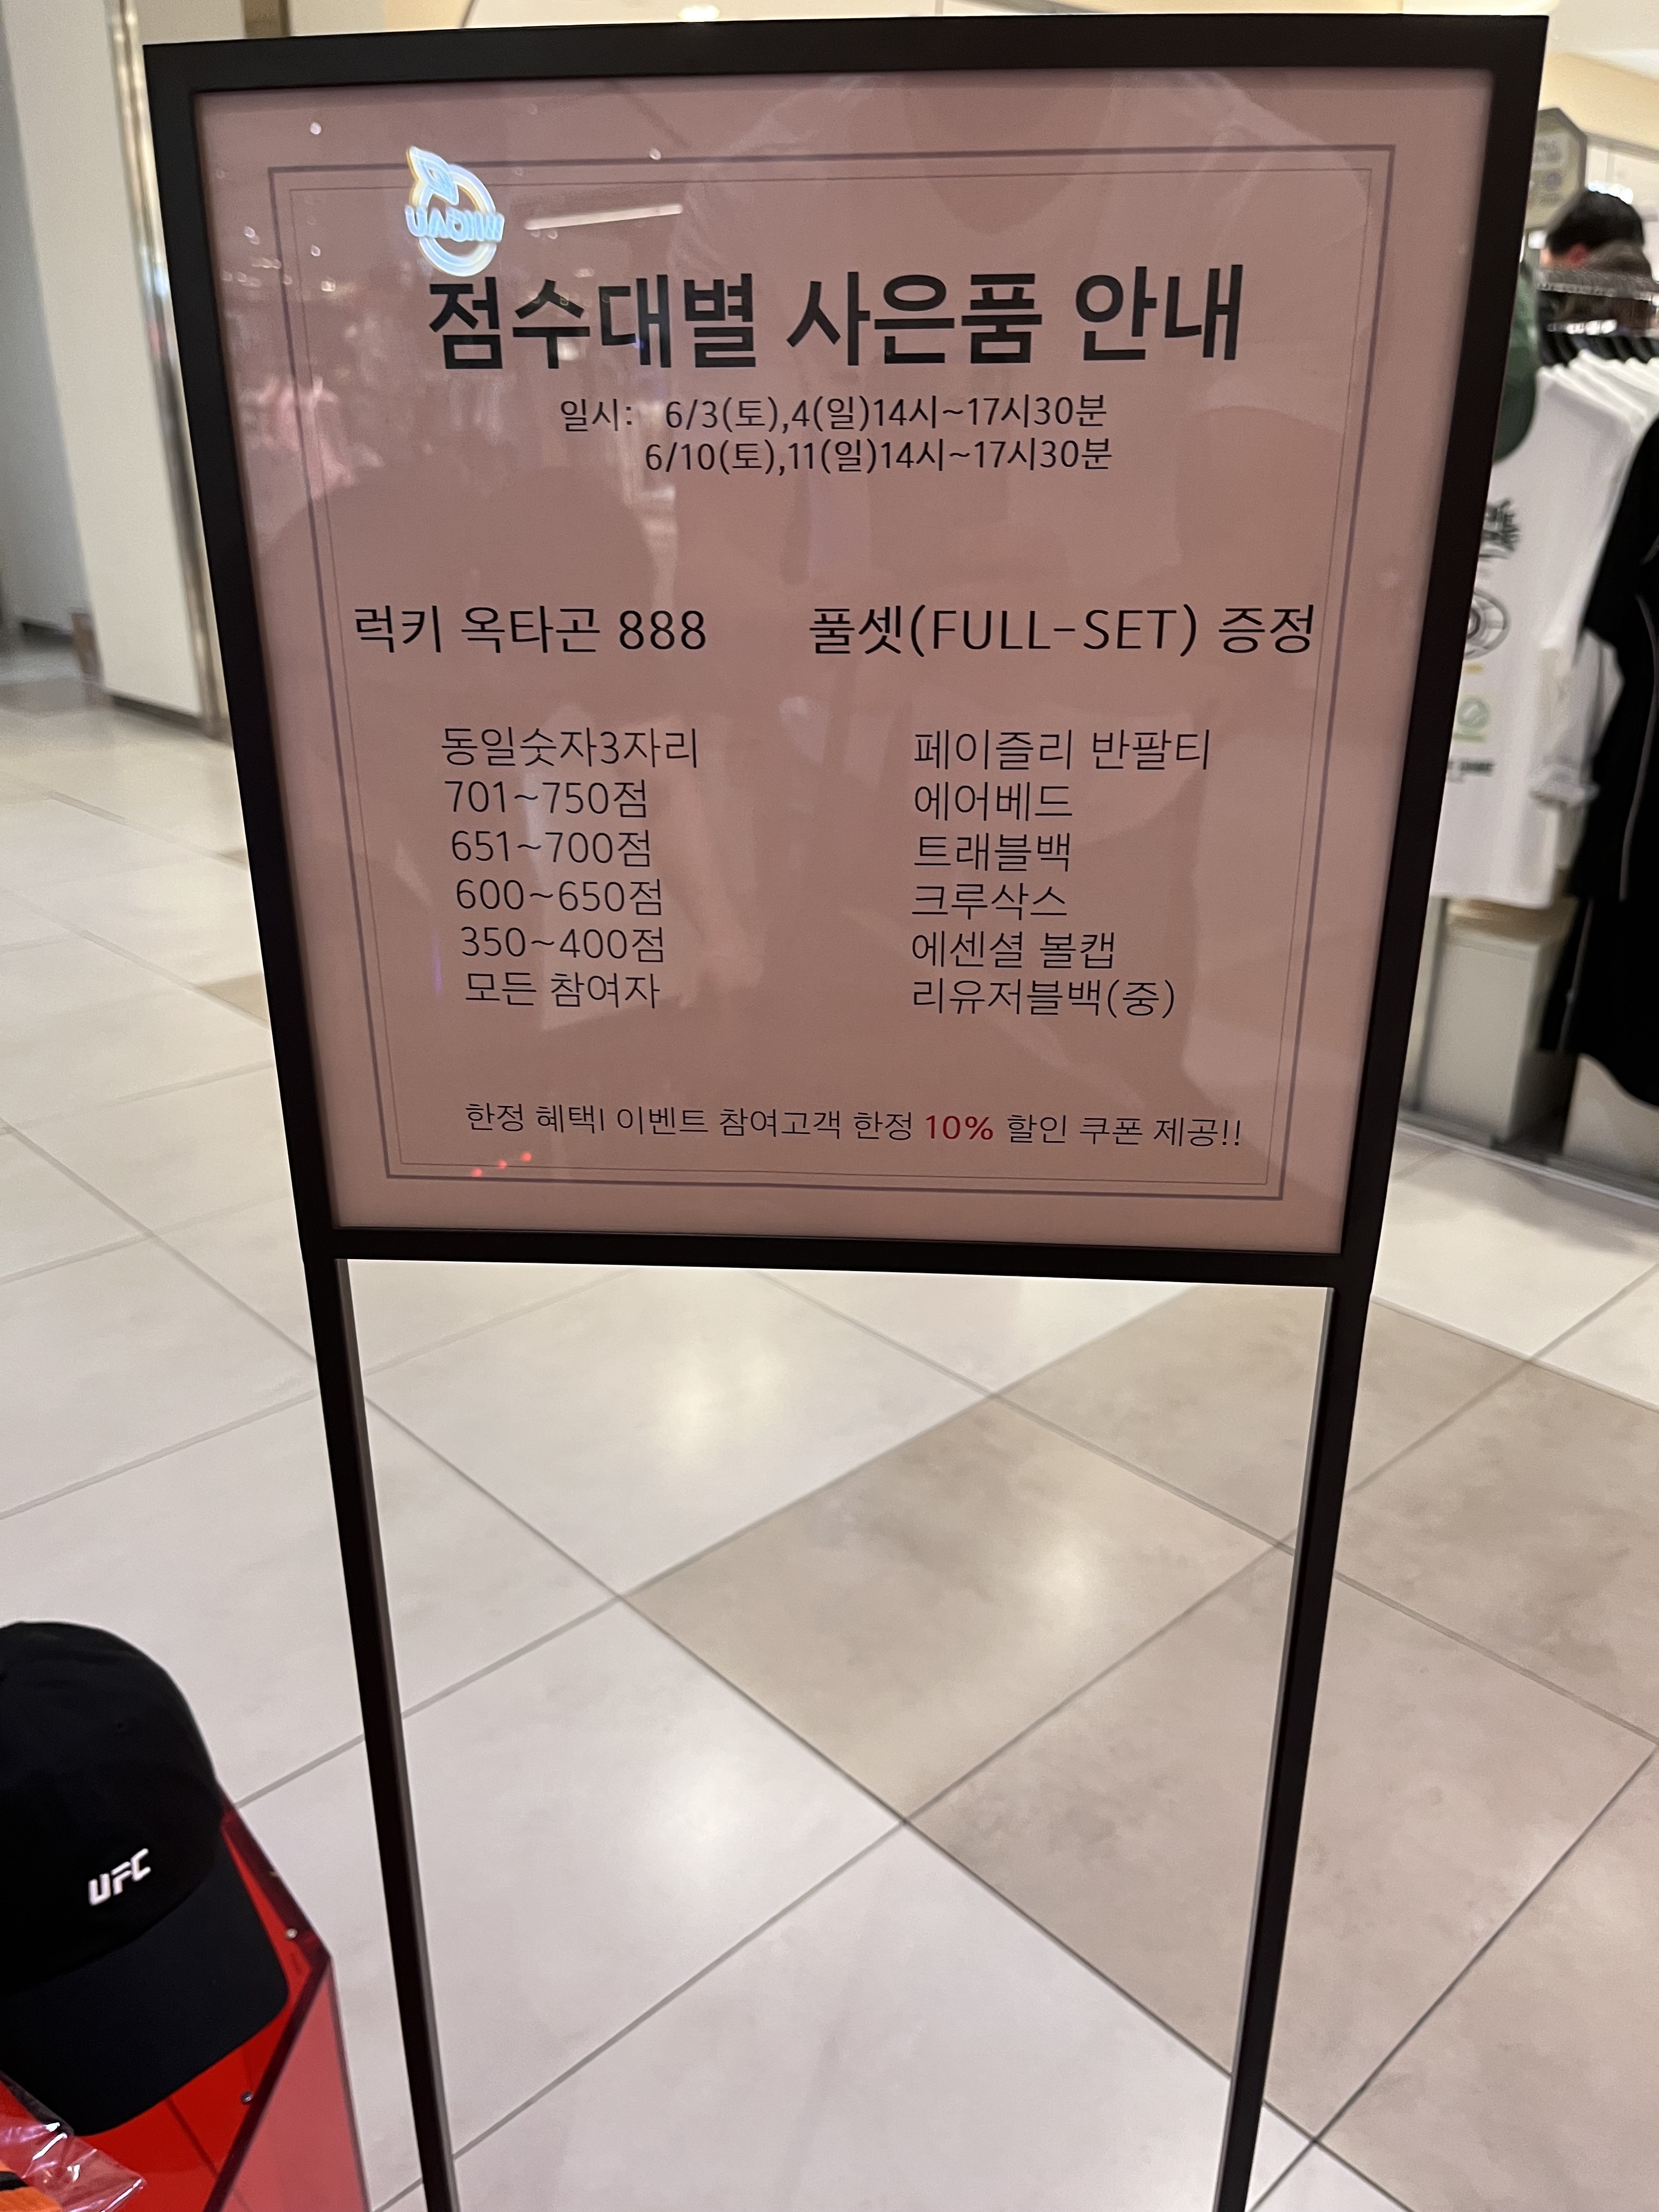 점수대별 사은품 안내
일시: 6/3(토),4(일)14시~17시30분
6/10(토),11(일)14시~17시30분
럭키 옥타곤 888 풀셋(FULL-SET) 증정
동일숫자3자리 페이즐리 반팔티
701~750점 에어베드
651~700점 트래블백
600~650점 크루삭스
350~400점 에센셜 볼캡
모든 참여자 리유저블백(중)
한정 혜택! 이벤트 참여고객 한정 10% 할인 쿠폰 제공!!
UFC